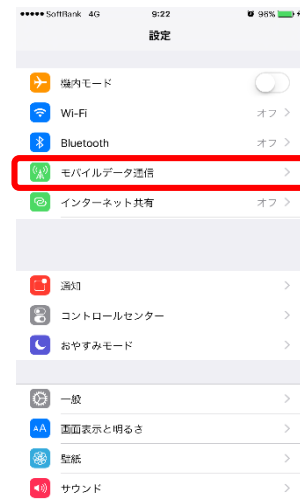 SoftBank 4G 9:22 96%
設定
機内モード
Wi-Fi オフ
Bluetooth オフ
モバイルデータ通信
インターネット共有 オフ
通知
コントロールセンター
おやすみモード
一般
AA 画面表示と明るさ
壁紙
サウンド